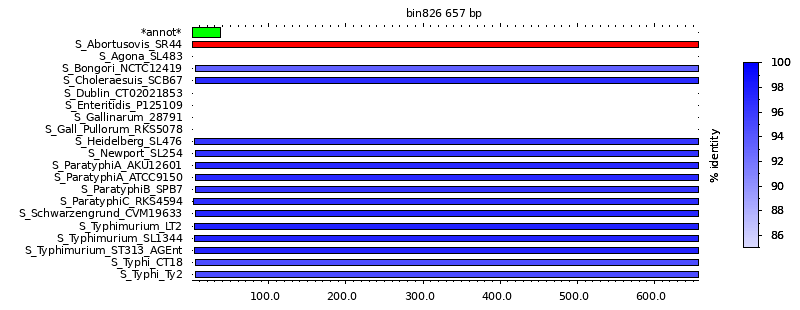 bin826 657 bp
*annot*
S_Abortusovis_SR44
S_Agona_SL483
S_Bongori_NCTC12419
S_Choleraesuis_SCB67
S_Dublin_CT02021853
S_Enteritidis_P125109
S_Gallinarum_28791
S_Gall_Pullorum_RKS5078
S_Heidelberg_SL476
S_Newport_SL254
S_ParatyphiA_AKU12601
S_ParatyphiA_ATCC9150
S_ParatyphiB_SPB7
S_ParatyphiC_RKS4594
S_Schwarzengrund_CVM19633
S_Typhimurium_LT2
S_Typhimurium_SL1344
S_Typhimurium_ST313_AGEnt
S_Typhi_CT18
S_Typhi_Ty2
100.0 200.0 300.0 400.0 500.0 600.0
% identity
100
98
96
94
92
90
88
86